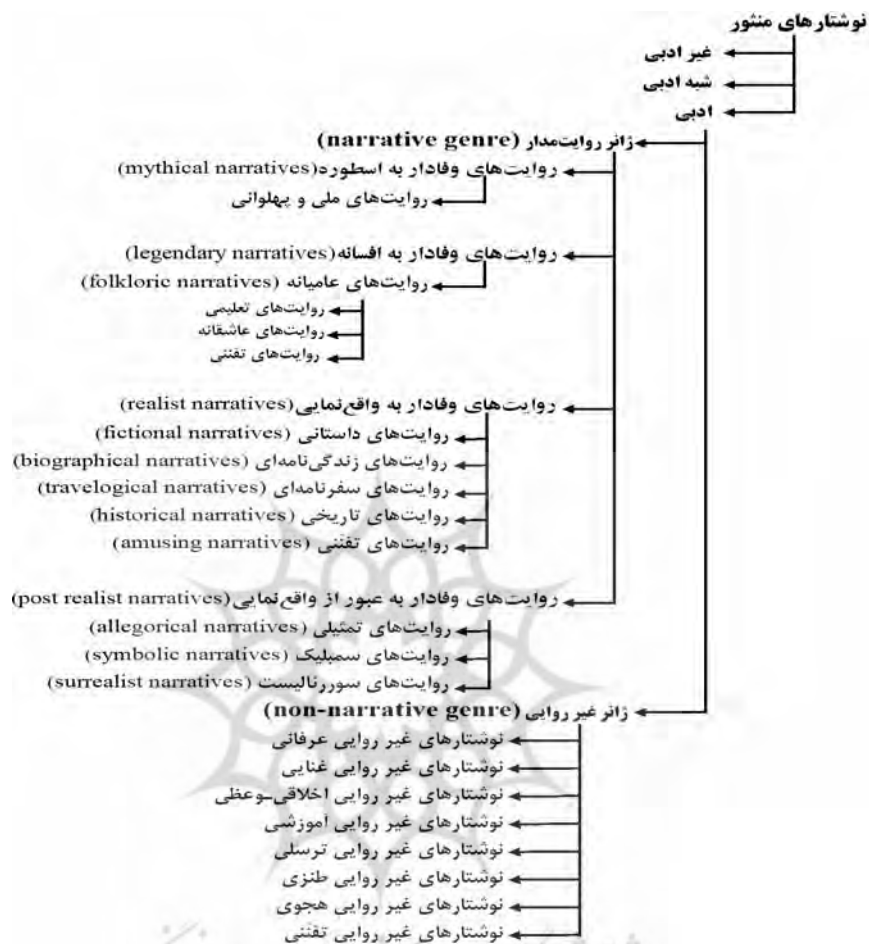 نوشتارهای منثور
غیر ادبی
شبه ادبی
ادبی
ژانر روایت‌مدار (narrative genre)
روایت‌های وفادار به اسطوره(mythical narratives)
روایت‌های ملی و پهلوانی
روایت‌های وفادار به افسانه(legendary narratives)
روایت‌های عامیانه (folkloric narratives)
روایت‌های تعلیمی
روایت‌های عاشقانه
روایت‌های تفننی
روایت‌های وفادار به واقع‌نمایی(realist narratives)
روایت‌های داستانی (fictional narratives)
روایت‌های زندگی‌نامه‌ای (biographical narratives)
روایت‌های سفرنامه‌ای (travelogical narratives)
روایت‌های تاریخی (historical narratives)
روایت‌های تفنّنی (amusing narratives)
روایت‌های وفادار به عبور از واقع‌نمایی(post realist narratives)
روایت‌های تمثیلی (allegorical narratives)
روایت‌های سمبلیک (symbolic narratives)
روایت‌های سوررئالیست (surrealist narratives)
ژانر غیر روایی (non-narrative genre)
نوشتارهای غیر روایی عرفانی
نوشتارهای غیر روایی غنایی
نوشتارهای غیر روایی اخلاقی-وعظی
نوشتارهای غیر روایی آموزشی
نوشتارهای غیر روایی ترسلی
نوشتارهای غیر روایی طنزی
نوشتارهای غیر روایی هجوی
نوشتارهای غیر روایی تفنّنی